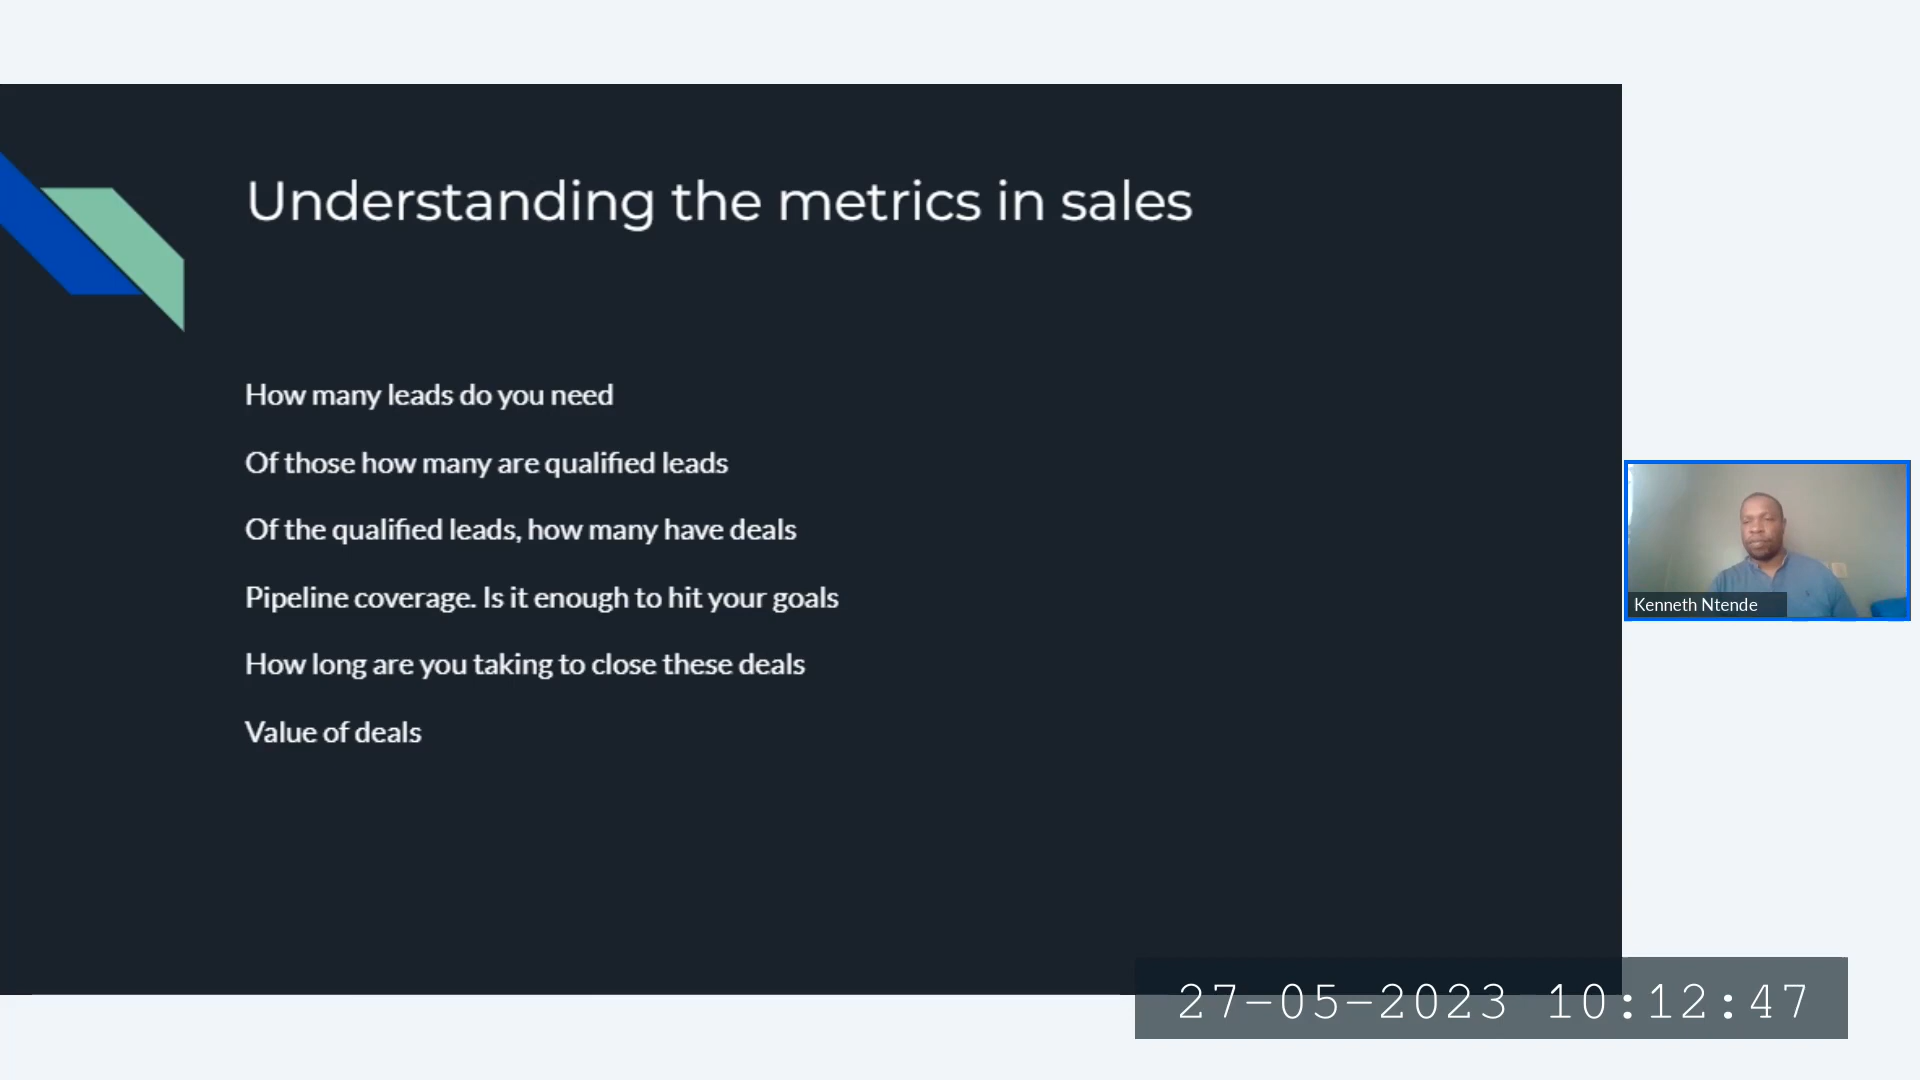 Understanding the metrics in sales
How many leads do you need
Of those how many are qualified leads
Of the qualified leads, how many have deals
Pipeline coverage. Is it enough to hit your goals
How long are you taking to close these deals
Value of deals
Kenneth Ntende
27-05-2023 10:12:47